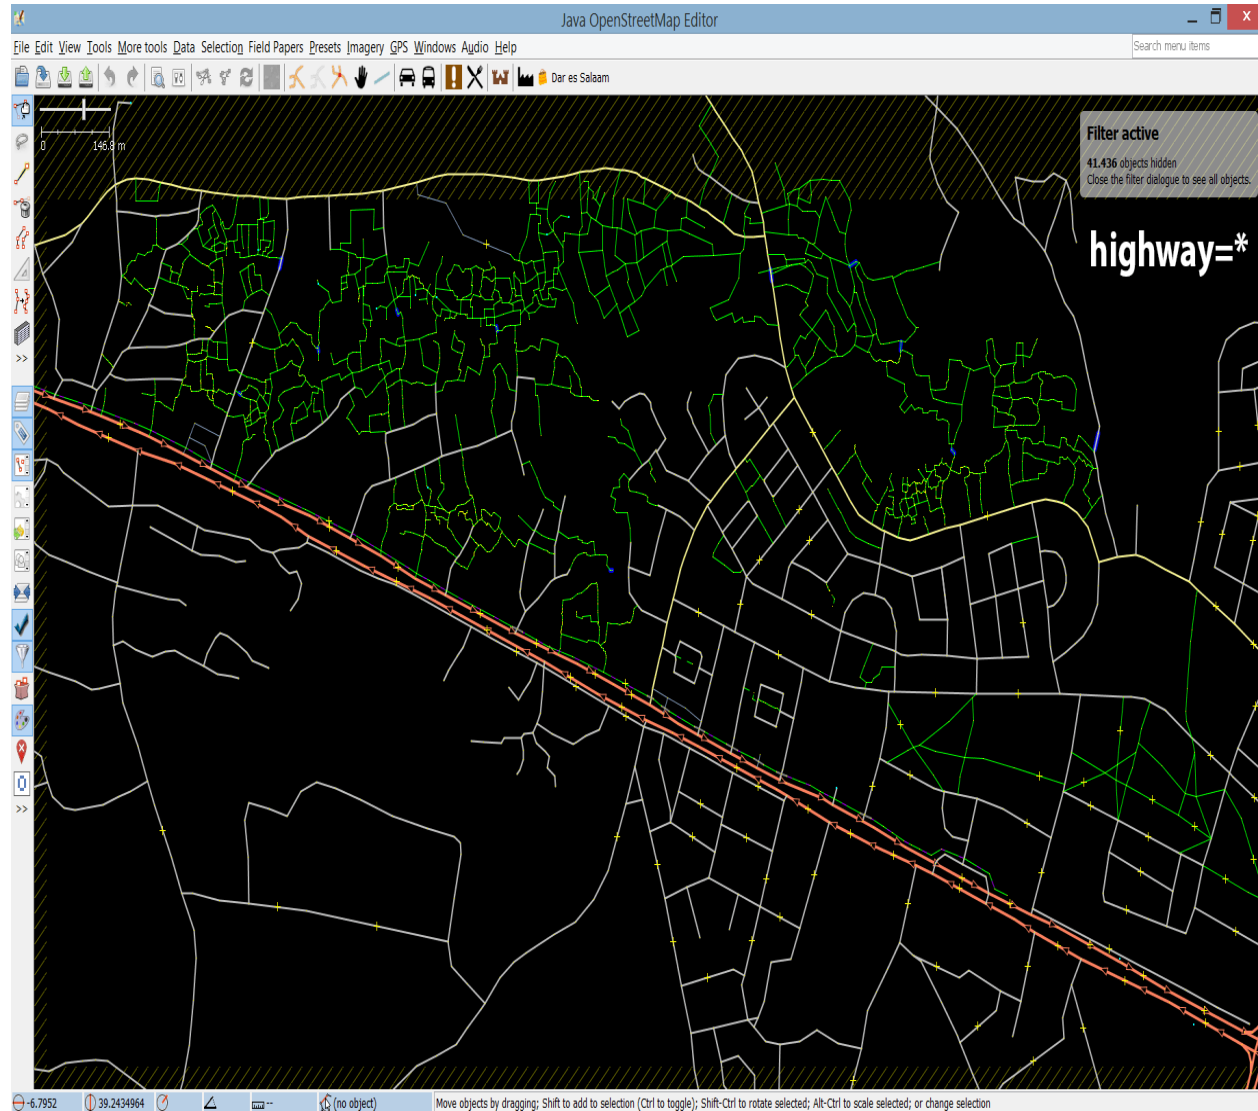 Java OpenStreetMap Editor
File Edit View Tools More tools Data Selection Field Papers Presets Imagery GPS Windows Audio Help
Search menu items
Dar es Salaam
0 146.8 m
Filter active
41.436 objects hidden
Close the filter dialogue to see all objects.
highway=*
>>
>>
-6.7952 39.2434964 -- (no object) Move objects by dragging; Shift to add to selection (Ctrl to toggle); Shift-Ctrl to rotate selected; Alt-Ctrl to scale selected; or change selection